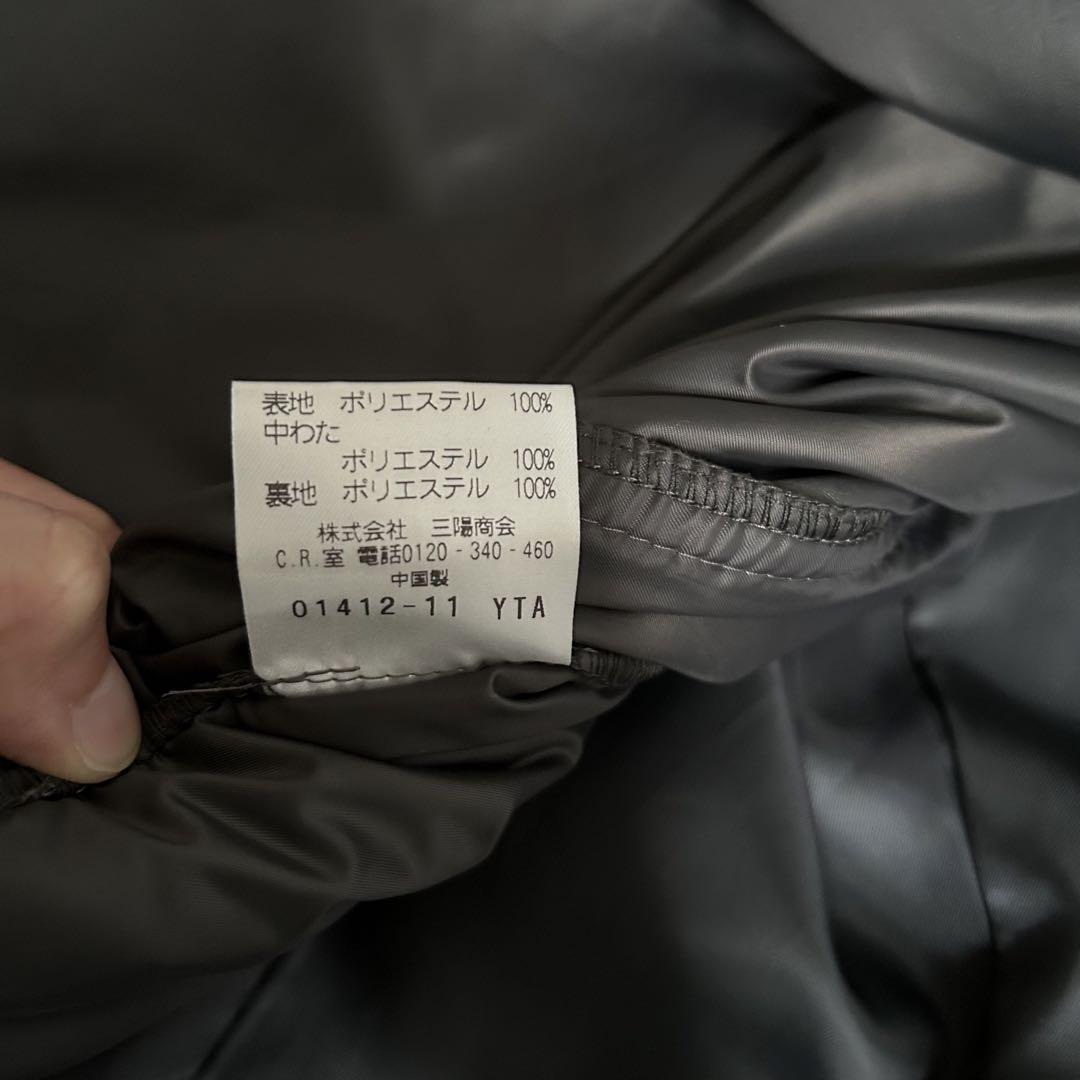 表地 ポリエステル 100%
中わた
ポリエステル 100%
裏地 ポリエステル 100%
株式会社 三陽商会
C.R.室 電話0120-340-460
中国製
01412-11 YTA